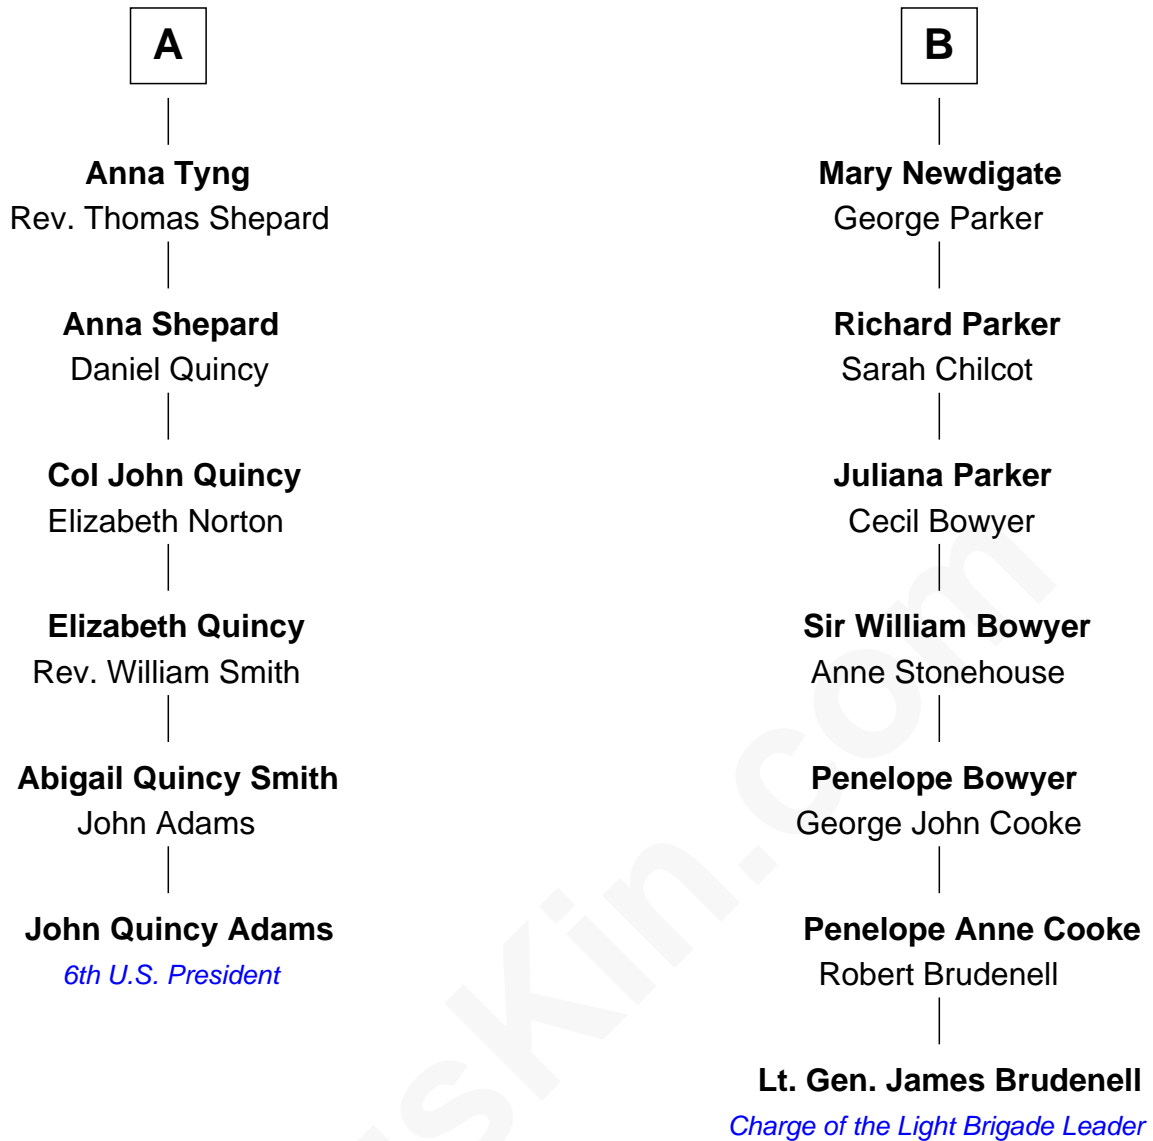 A
Anna Tyng
Rev. Thomas Shepard
Anna Shepard
Daniel Quincy
Col John Quincy
Elizabeth Norton
Elizabeth Quincy
Rev. William Smith
Abigail Quincy Smith
John Adams
John Quincy Adams
6th U.S. President
B
Mary Newdigate
George Parker
Richard Parker
Sarah Chilcot
Juliana Parker
Cecil Bowyer
Sir William Bowyer
Anne Stonehouse
Penelope Bowyer
George John Cooke
Penelope Anne Cooke
Robert Brudenell
Lt. Gen. James Brudenell
Charge of the Light Brigade Leader